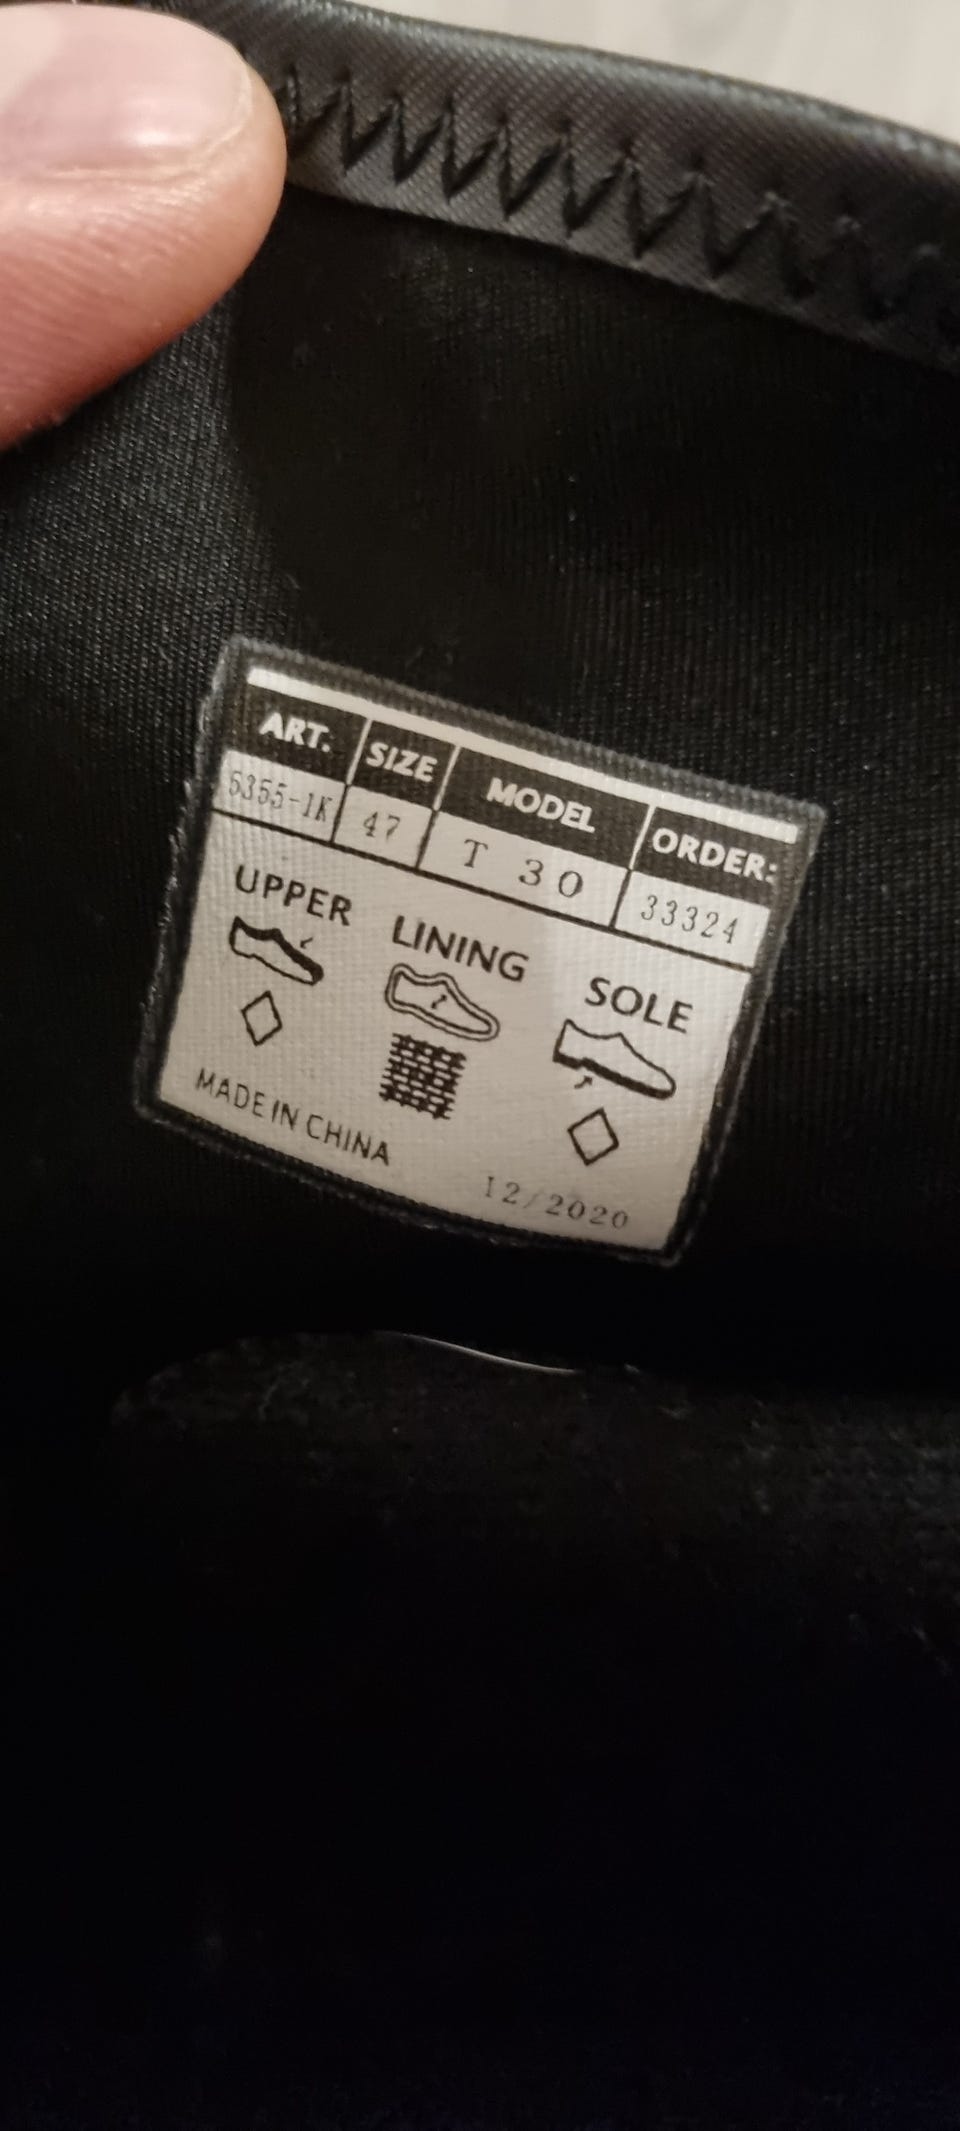 ART. SIZE MODEL ORDER:
5355-1K 47 T 30 33324
UPPER LINING SOLE
MADE IN CHINA
12/2020